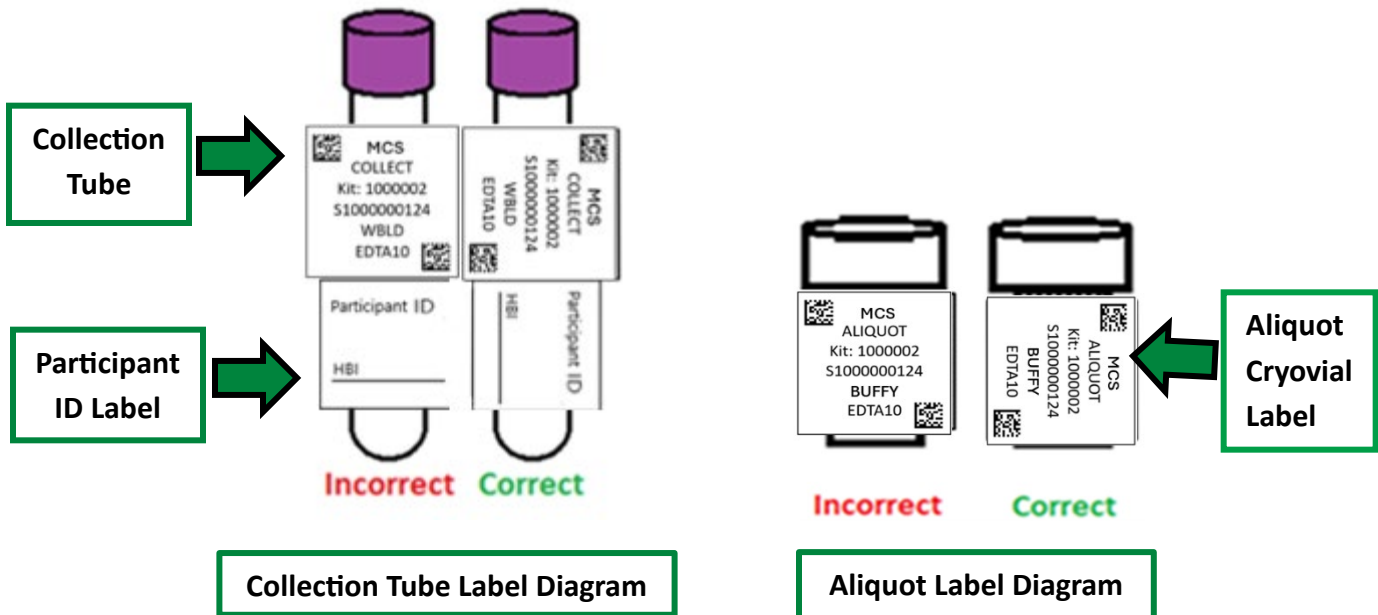 Collection
Tube
MCS
COLLECT
Kit: 1000002
S1000000124
WBLD
EDTA10
MCS
COLLECT
Kit: 1000002
S1000000124
WBLD
EDTA10
Participant
ID Label
Participant ID
HBI
Participant ID
HBI
Incorrect
Correct
Collection Tube Label Diagram
MCS
ALIQUOT
Kit: 1000002
S1000000124
BUFFY
EDTA10
MCS
ALIQUOT
Kit: 1000002
S1000000124
BUFFY
EDTA10
Aliquot
Cryovial
Label
Incorrect
Correct
Aliquot Label Diagram